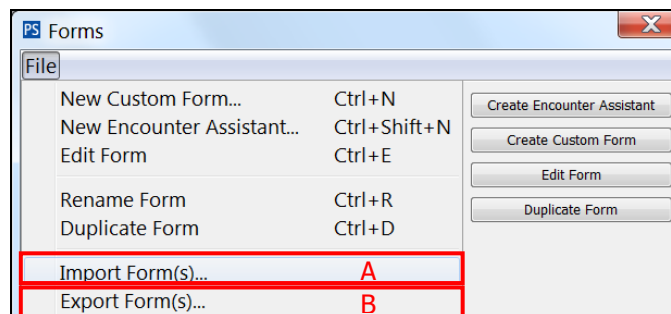 PS Forms
File
New Custom Form... Ctrl+N
New Encounter Assistant... Ctrl+Shift+N
Edit Form Ctrl+E
Rename Form Ctrl+R
Duplicate Form Ctrl+D
Import Form(s)... A
Export Form(s)... B
Create Encounter Assistant
Create Custom Form
Edit Form
Duplicate Form